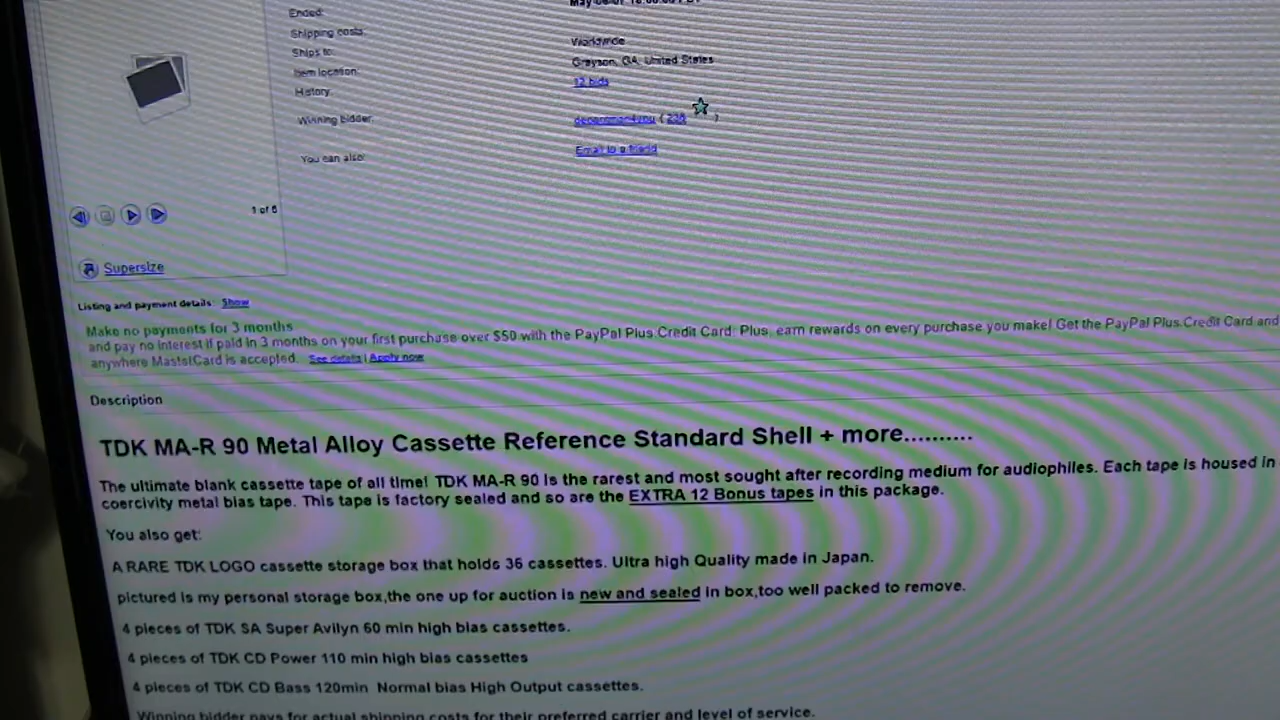 Ended:
Shipping costs:
Ships to: Worldwide
Item location: Grayson, GA, United States
History: 12 bids
Winning bidder: ( 238 )
You can also: Email to a friend
1 of 6
Supersize
Listing and payment details: Show
Make no payments for 3 months
and pay no interest if paid in 3 months on your first purchase over $50 with the PayPal Plus Credit Card. Plus, earn rewards on every purchase you make! Get the PayPal Plus Credit Card and
anywhere MasterCard is accepted. See details | Apply now
Description
TDK MA-R 90 Metal Alloy Cassette Reference Standard Shell + more..........
The ultimate blank cassette tape of all time! TDK MA-R 90 is the rarest and most sought after recording medium for audiophiles. Each tape is housed in
coercivity metal bias tape. This tape is factory sealed and so are the EXTRA 12 Bonus tapes in this package.
You also get:
A RARE TDK LOGO cassette storage box that holds 36 cassettes. Ultra high Quality made in Japan.
pictured is my personal storage box,the one up for auction is new and sealed in box,too well packed to remove.
4 pieces of TDK SA Super Avilyn 60 min high bias cassettes.
4 pieces of TDK CD Power 110 min high bias cassettes
4 pieces of TDK CD Bass 120min Normal bias High Output cassettes.
Winning bidder pays for actual shipping costs for their preferred carrier and level of service.